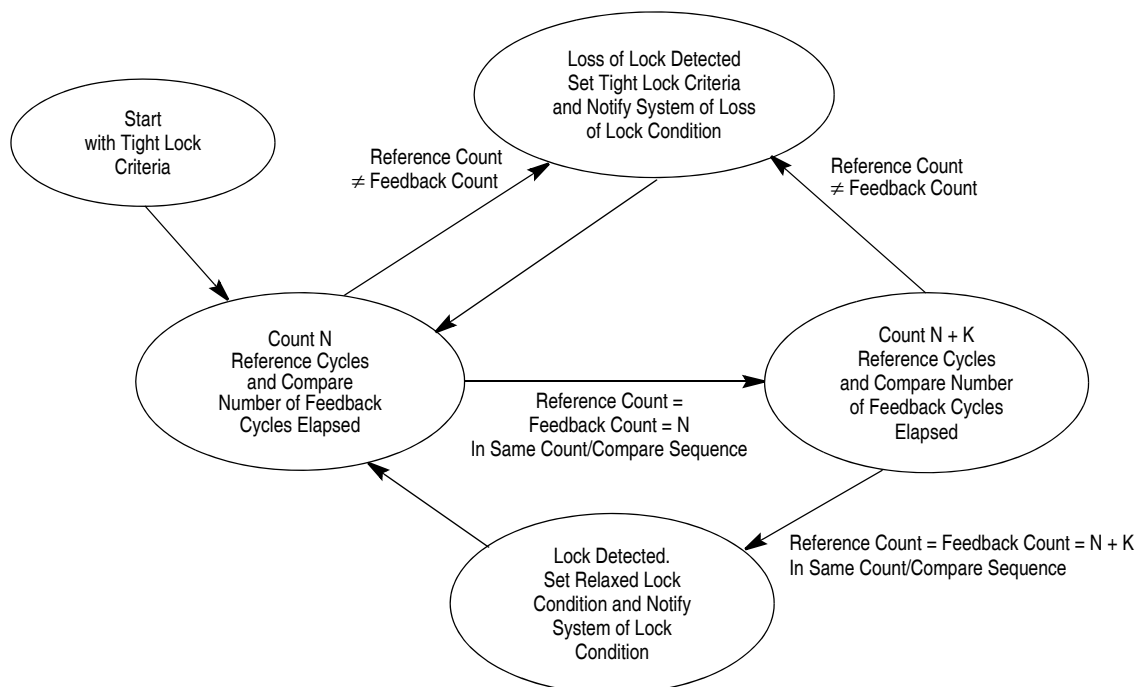 Start
with Tight Lock
Criteria
Loss of Lock Detected
Set Tight Lock Criteria
and Notify System of Loss
of Lock Condition
Reference Count
≠ Feedback Count
Reference Count
≠ Feedback Count
Count N
Reference Cycles
and Compare
Number of Feedback
Cycles Elapsed
Reference Count =
Feedback Count = N
In Same Count/Compare Sequence
Count N + K
Reference Cycles
and Compare Number
of Feedback Cycles
Elapsed
Lock Detected.
Set Relaxed Lock
Condition and Notify
System of Lock
Condition
Reference Count = Feedback Count = N + K
In Same Count/Compare Sequence